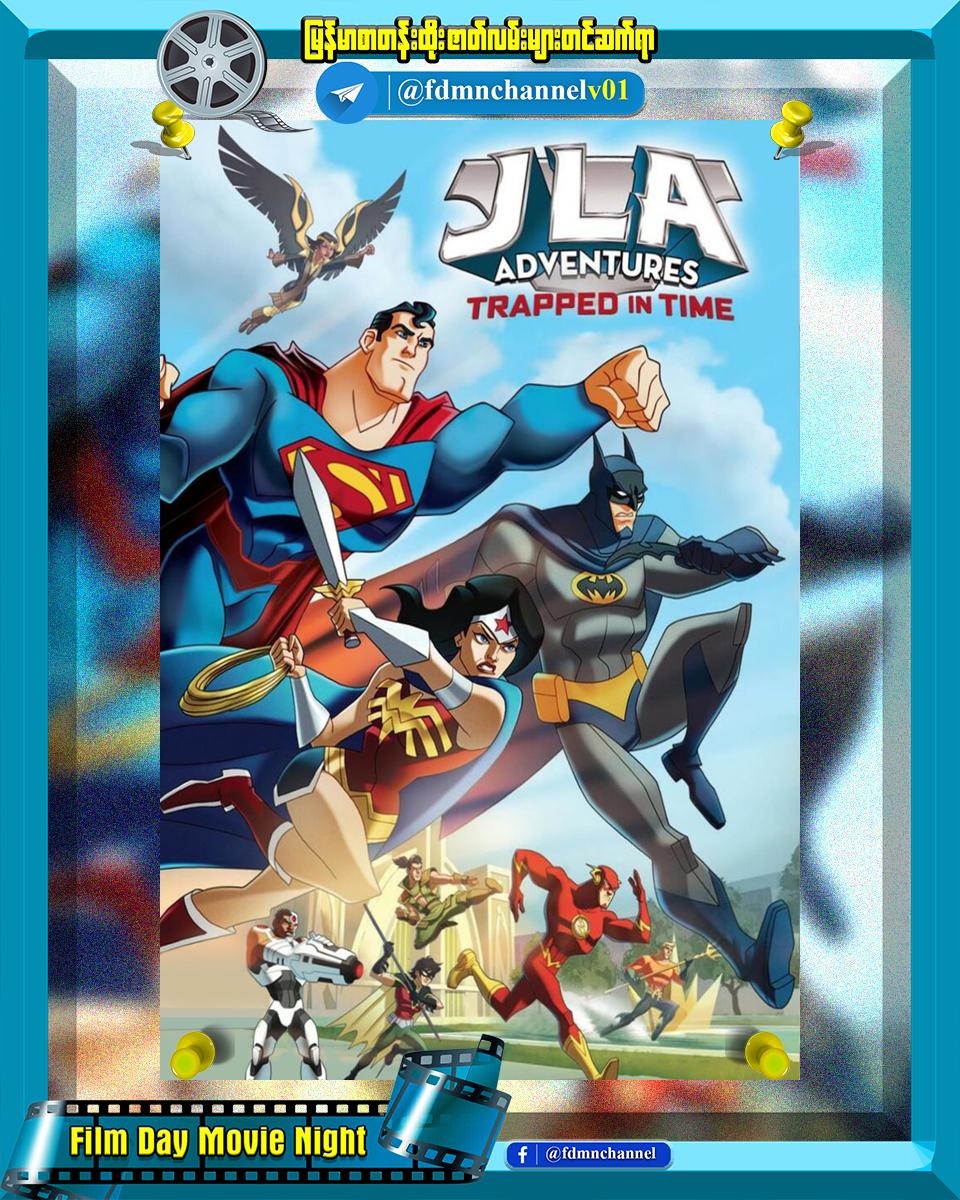 မြန်မာစာတန်းထိုး ဇာတ်လမ်းများတင်ဆက်ရာ
@fdmnchannelv01
JLA
ADVENTURES
TRAPPED IN TIME
Film Day Movie Night
@fdmnchannel